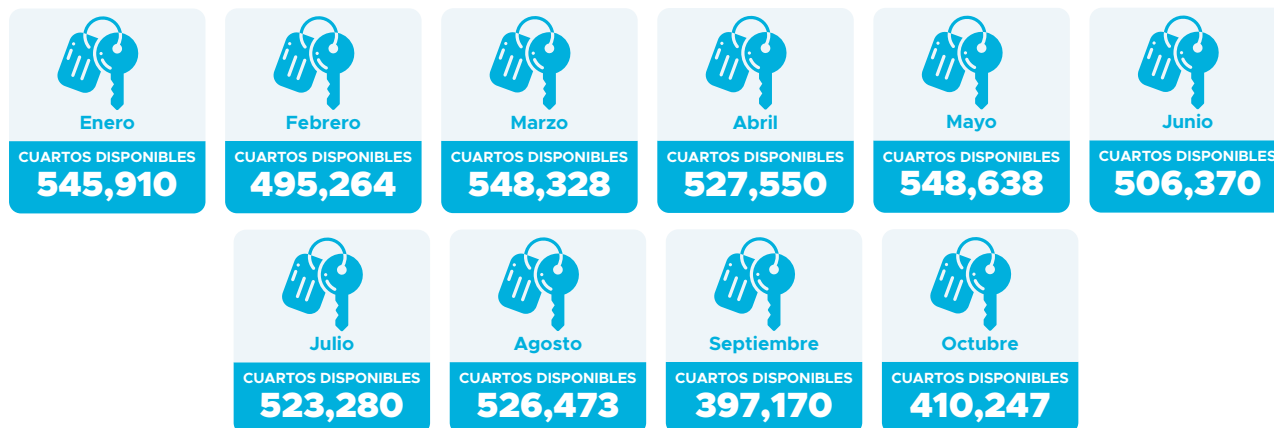 Enero
CUARTOS DISPONIBLES
545,910
Febrero
CUARTOS DISPONIBLES
495,264
Marzo
CUARTOS DISPONIBLES
548,328
Abril
CUARTOS DISPONIBLES
527,550
Mayo
CUARTOS DISPONIBLES
548,638
Junio
CUARTOS DISPONIBLES
506,370
Julio
CUARTOS DISPONIBLES
523,280
Agosto
CUARTOS DISPONIBLES
526,473
Septiembre
CUARTOS DISPONIBLES
397,170
Octubre
CUARTOS DISPONIBLES
410,247